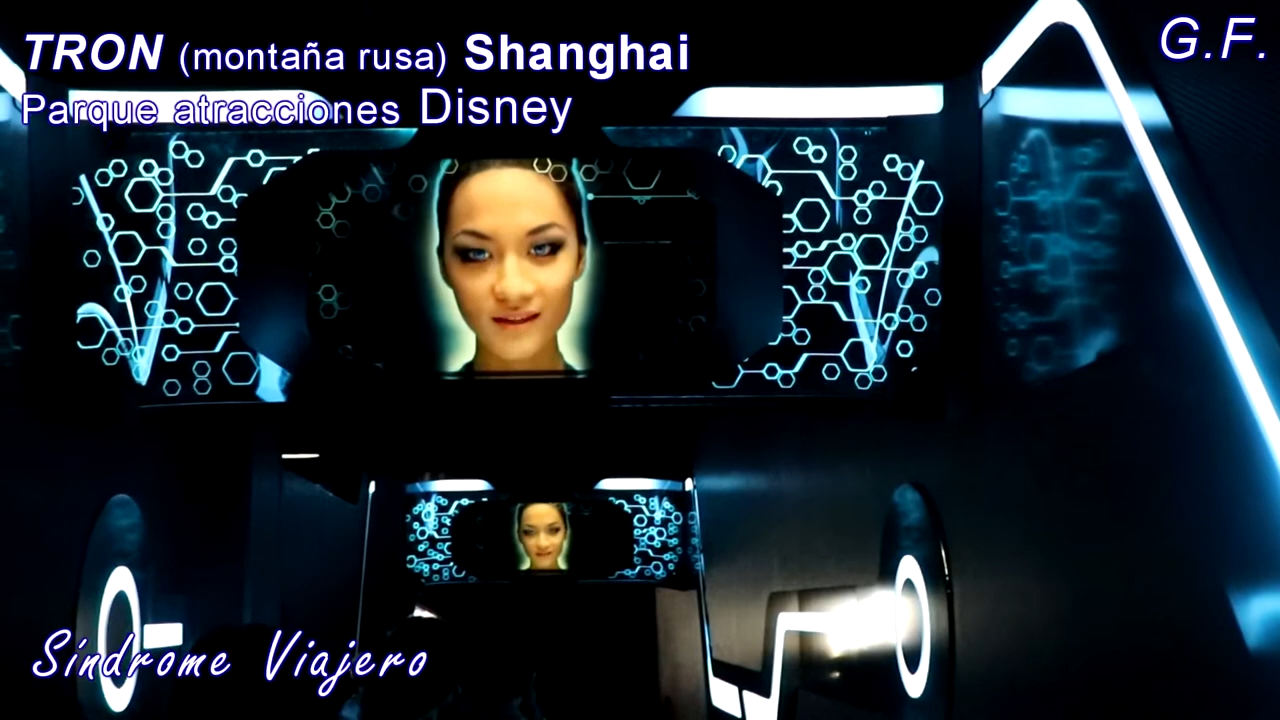 TRON (montaña rusa) Shanghai
G.F.
Parque atracciones Disney
Síndrome Viajero